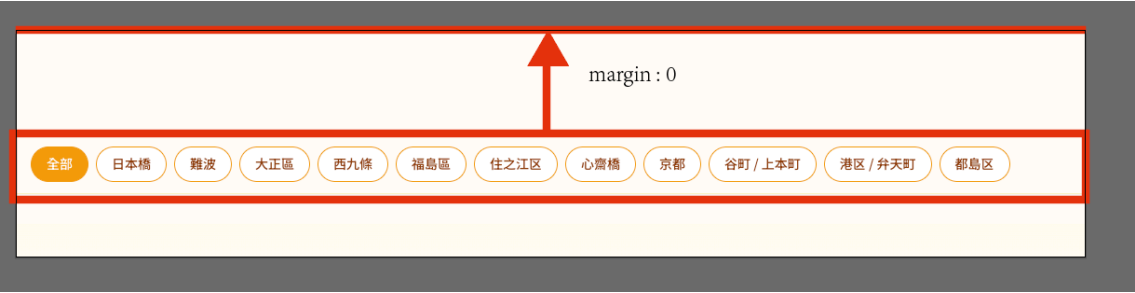 margin : 0
全部 日本橋 難波 大正區 西九條 福島區 住之江区 心齋橋 京都 谷町 / 上本町 港区 / 弁天町 都島区